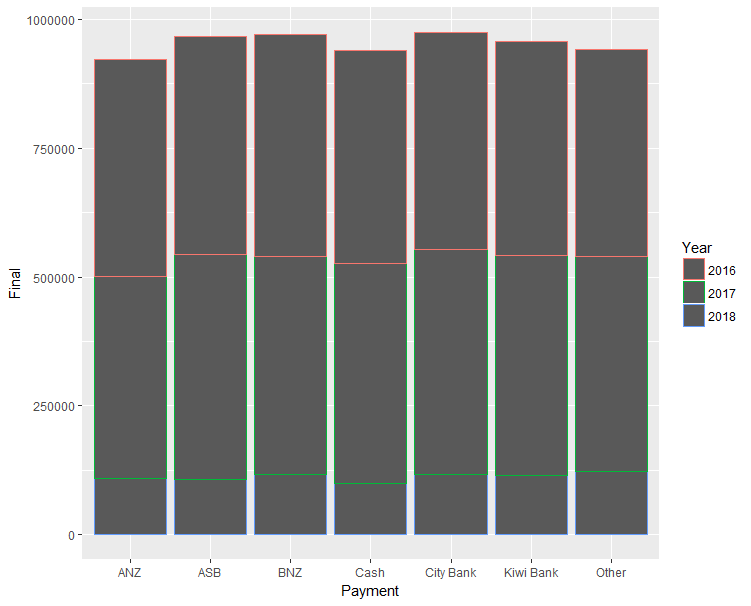 1000000
750000
500000
250000
0
Final
ANZ
ASB
BNZ
Cash
City Bank
Kiwi Bank
Other
Payment
Year
2016
2017
2018